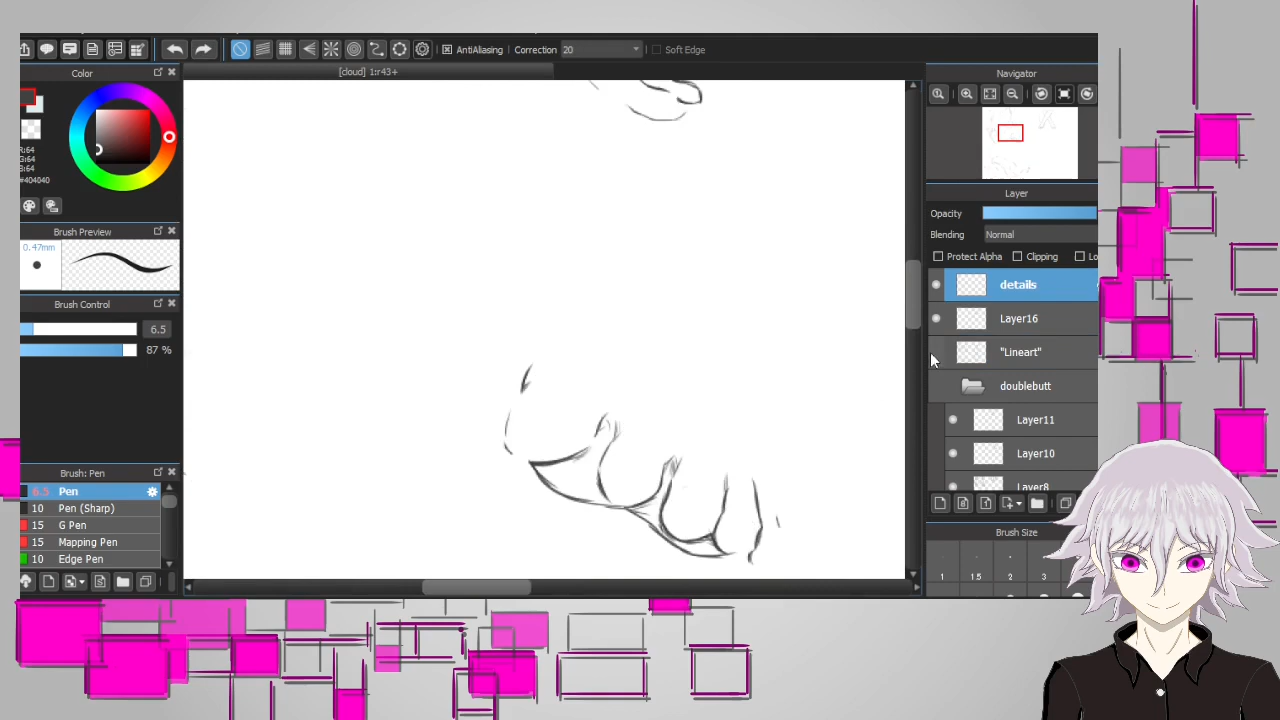 AntiAliasing Correction 20 Soft Edge
Color
[cloud] 1:r43+
Navigator
R:64
G:64
B:64
#404040
Layer
Opacity
Blending Normal
Protect Alpha Clipping Lo
Brush Preview
0.47mm
Brush Control
6.5
87 %
details
Layer16
"Lineart"
doublebutt
Layer11
Layer10
Layer8
Brush: Pen
6.5 Pen
10 Pen (Sharp)
15 G Pen
15 Mapping Pen
10 Edge Pen
Brush Size
1 1.5 2 3